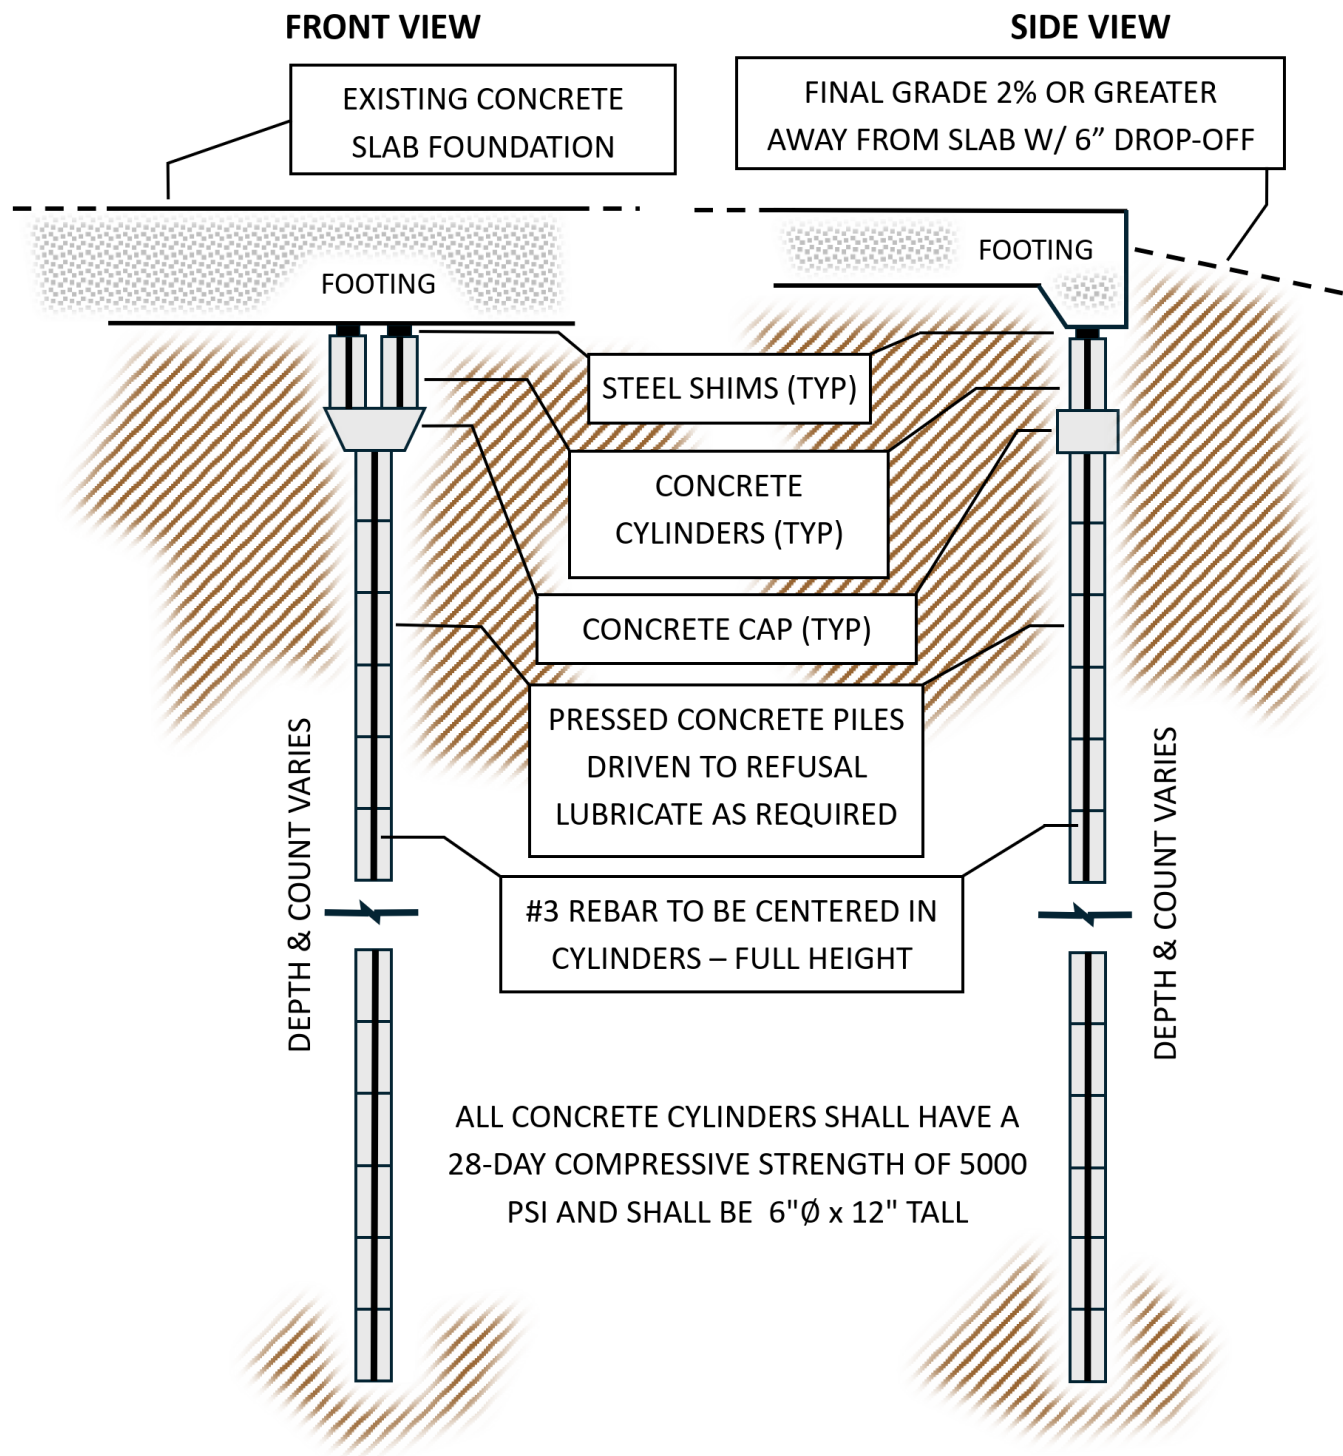 FRONT VIEW
SIDE VIEW
EXISTING CONCRETE
SLAB FOUNDATION
FINAL GRADE 2% OR GREATER
AWAY FROM SLAB W/ 6” DROP-OFF
FOOTING
FOOTING
STEEL SHIMS (TYP)
CONCRETE
CYLINDERS (TYP)
CONCRETE CAP (TYP)
PRESSED CONCRETE PILES
DRIVEN TO REFUSAL
LUBRICATE AS REQUIRED
DEPTH & COUNT VARIES
DEPTH & COUNT VARIES
#3 REBAR TO BE CENTERED IN
CYLINDERS – FULL HEIGHT
ALL CONCRETE CYLINDERS SHALL HAVE A
28-DAY COMPRESSIVE STRENGTH OF 5000
PSI AND SHALL BE  6"Ø x 12" TALL